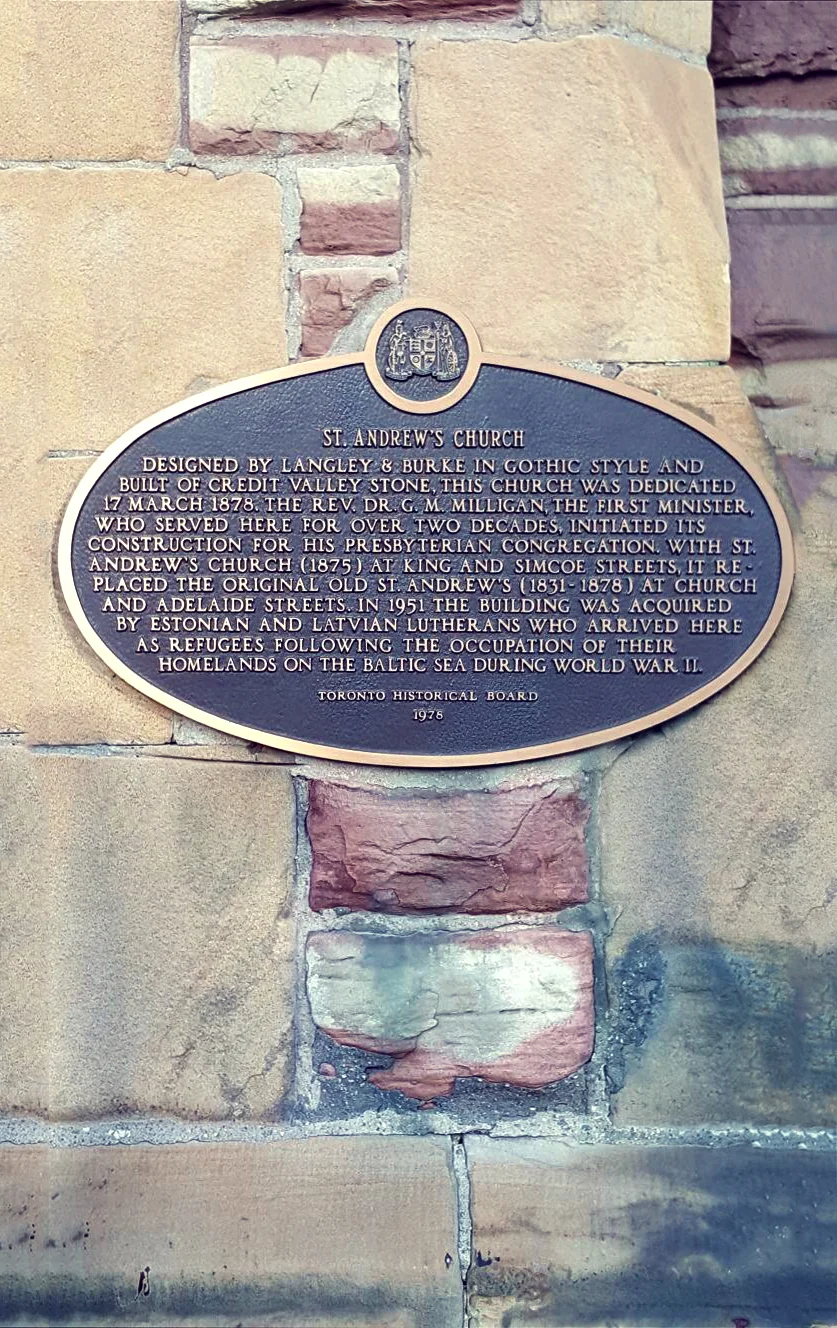 ST. ANDREW'S CHURCH
DESIGNED BY LANGLEY & BURKE IN GOTHIC STYLE AND
BUILT OF CREDIT VALLEY STONE, THIS CHURCH WAS DEDICATED
17 MARCH 1878. THE REV. DR. G. M. MILLIGAN, THE FIRST MINISTER,
WHO SERVED HERE FOR OVER TWO DECADES, INITIATED ITS
CONSTRUCTION FOR HIS PRESBYTERIAN CONGREGATION. WITH ST.
ANDREW'S CHURCH (1875) AT KING AND SIMCOE STREETS, IT RE-
PLACED THE ORIGINAL OLD ST. ANDREW'S (1831-1878) AT CHURCH
AND ADELAIDE STREETS. IN 1951 THE BUILDING WAS ACQUIRED
BY ESTONIAN AND LATVIAN LUTHERANS WHO ARRIVED HERE
AS REFUGEES FOLLOWING THE OCCUPATION OF THEIR
HOMELANDS ON THE BALTIC SEA DURING WORLD WAR II.
TORONTO HISTORICAL BOARD
1978